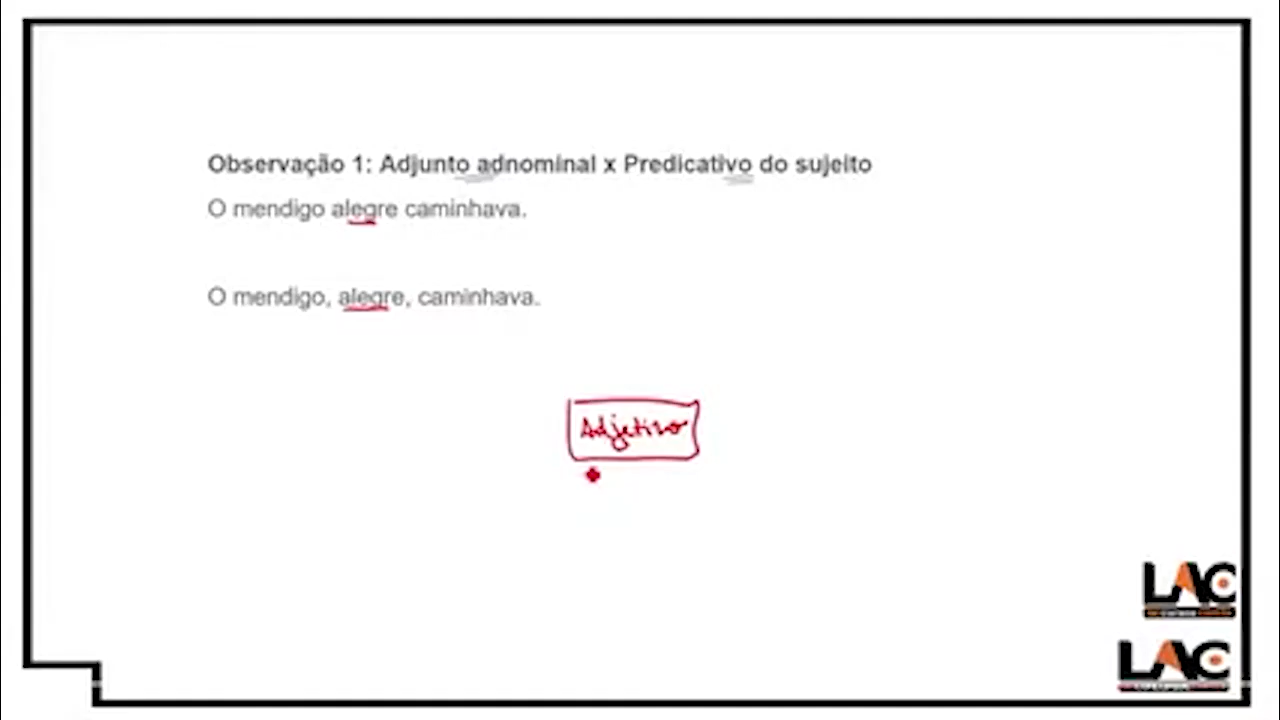 Observação 1: Adjunto adnominal x Predicativo do sujeito
O mendigo alegre caminhava.
O mendigo, alegre, caminhava.
Adjetivo
LAC
LAC